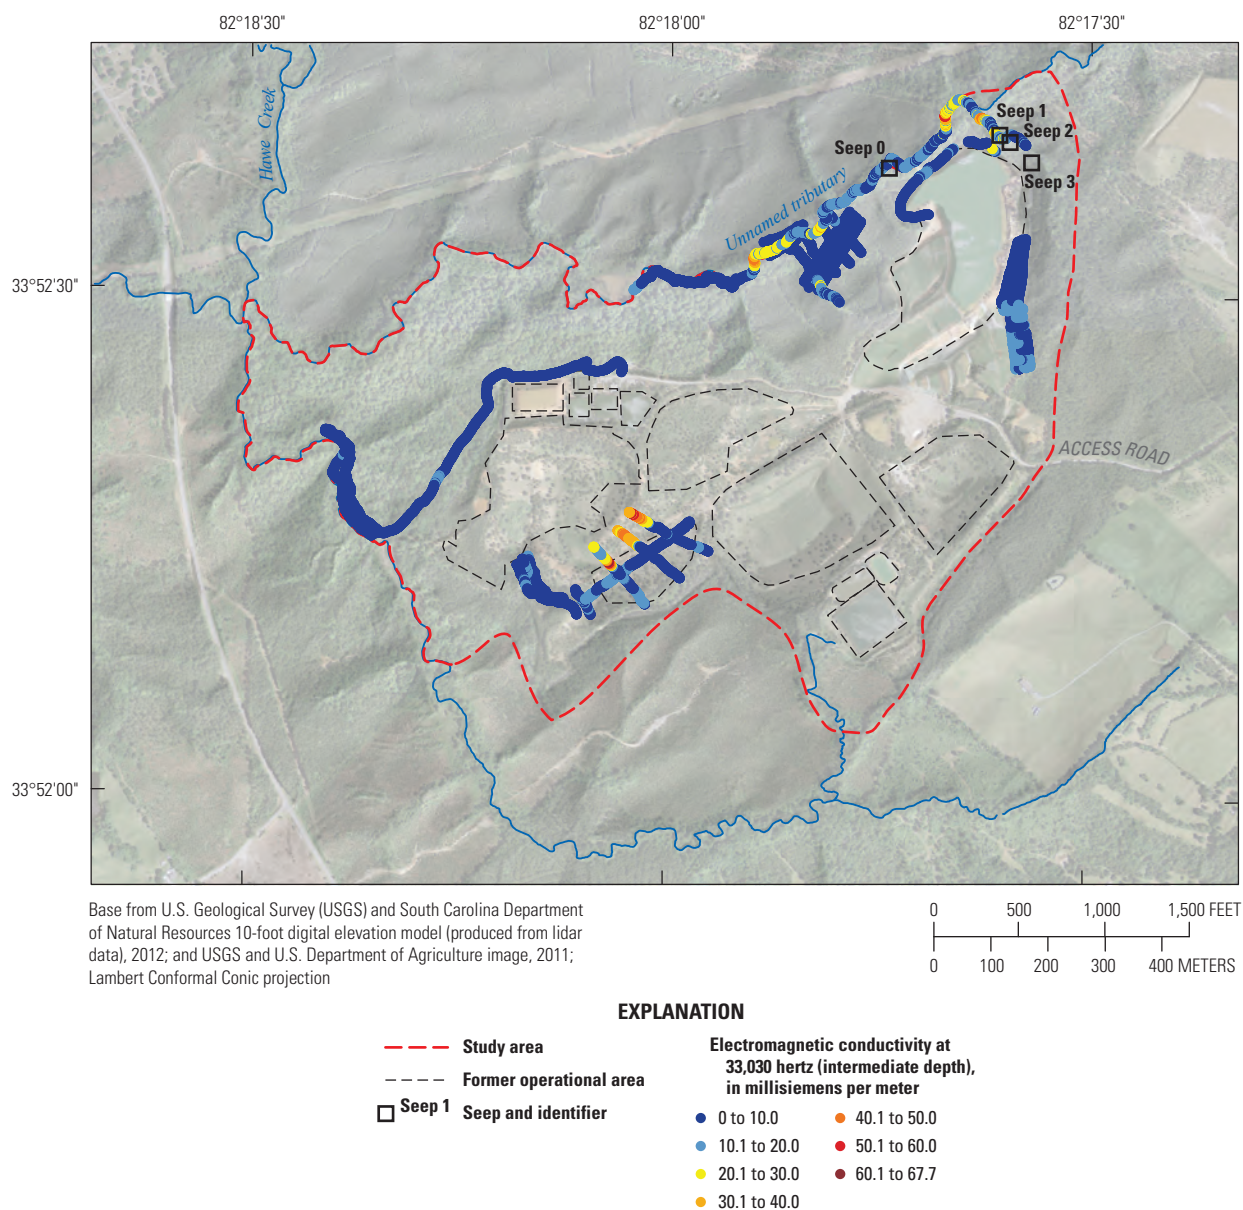 82°18'30"
82°18'00"
82°17'30"
Hawe Creek
Seep 1
Seep 2
Seep 0
Seep 3
Unnamed tributary
33°52'30"
ACCESS ROAD
33°52'00"
Base from U.S. Geological Survey (USGS) and South Carolina Department
of Natural Resources 10-foot digital elevation model (produced from lidar
data), 2012; and USGS and U.S. Department of Agriculture image, 2011;
Lambert Conformal Conic projection
0 500 1,000 1,500 FEET
0 100 200 300 400 METERS
EXPLANATION
Study area
Former operational area
Seep 1 Seep and identifier
Electromagnetic conductivity at
33,030 hertz (intermediate depth),
in millisiemens per meter
0 to 10.0
10.1 to 20.0
20.1 to 30.0
30.1 to 40.0
40.1 to 50.0
50.1 to 60.0
60.1 to 67.7